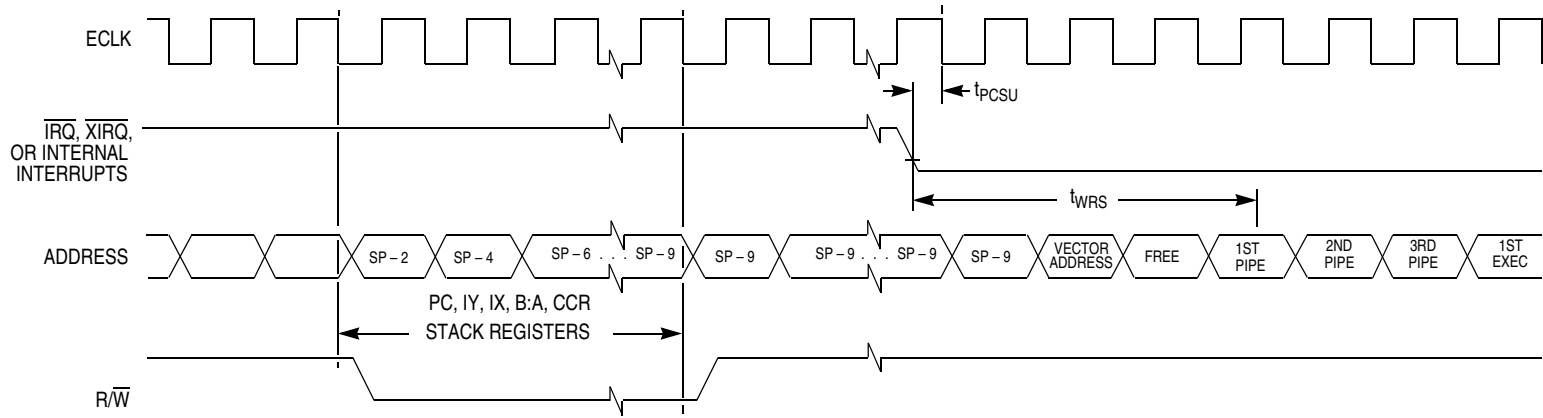 ECLK
tPCSU
IRQ, XIRQ,
OR INTERNAL
INTERRUPTS
tWRS
ADDRESS
SP – 2
SP – 4
SP – 6 . . . SP – 9
SP – 9
SP – 9 . . . SP – 9
SP – 9
VECTOR
ADDRESS
FREE
1ST
PIPE
2ND
PIPE
3RD
PIPE
1ST
EXEC
PC, IY, IX, B:A, CCR
STACK REGISTERS
R/W